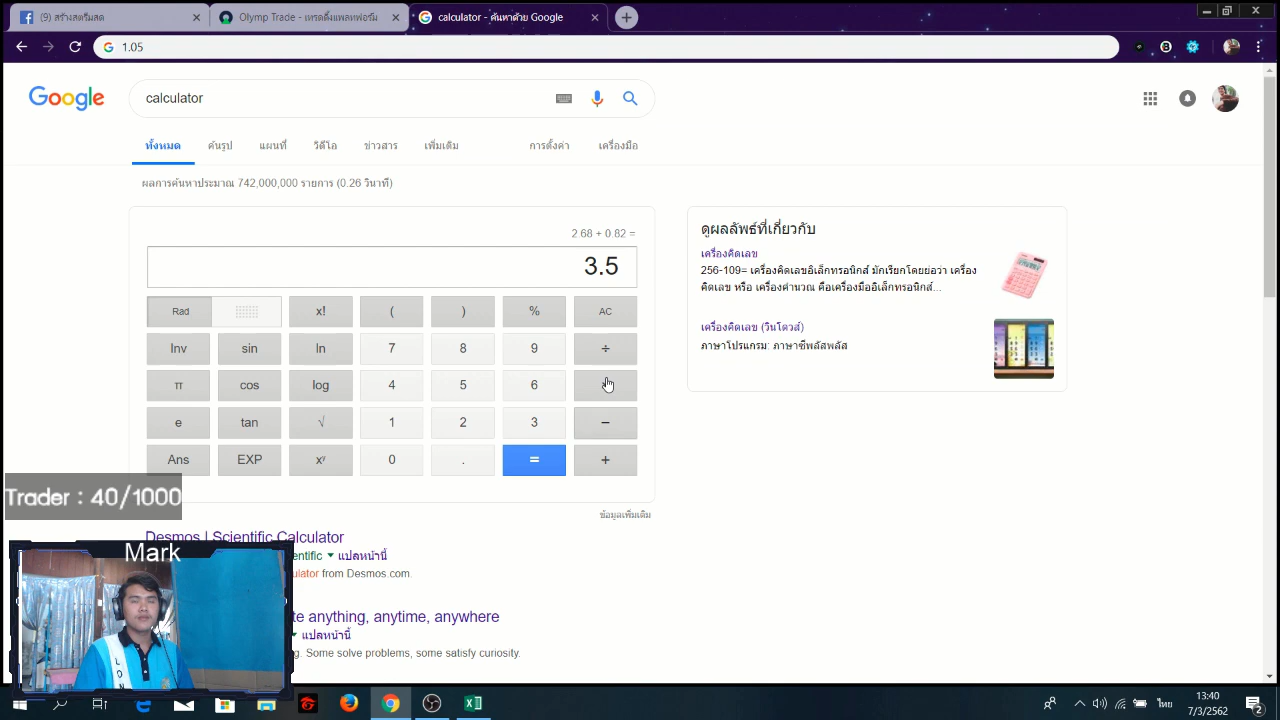 (9) สร้างสตรีมสด
Olymp Trade - เทรดดิ้งแพลทฟอร์ม
calculator - ค้นหาด้วย Google
1.05
Google
calculator
ทั้งหมด
ค้นรูป
แผนที่
วิดีโอ
ข่าวสาร
เพิ่มเติม
การตั้งค่า
เครื่องมือ
ผลการค้นหาประมาณ 742,000,000 รายการ (0.26 วินาที)
2.68 + 0.82 =
3.5
Rad x! ( ) % AC
Inv sin ln 7 8 9 ÷
π cos log 4 5 6
e tan √ 1 2 3 −
Ans EXP xʸ 0 . = +
ข้อมูลเพิ่มเติม
ดูผลลัพธ์ที่เกี่ยวกับ
เครื่องคิดเลข
256-109= เครื่องคิดเลขอิเล็กทรอนิกส์ มักเรียกโดยย่อว่า เครื่อง
คิดเลข หรือ เครื่องคำนวณ คือเครื่องมืออิเล็กทรอนิกส์...
เครื่องคิดเลข (วินโดวส์)
ภาษาโปรแกรม: ภาษาซีพลัสพลัส
Trader : 40/1000
Desmos | Scientific Calculator
entific ▾ แปลหน้านี้
ulator from Desmos.com.
Mark
te anything, anytime, anywhere
แปลหน้านี้
ng. Some solve problems, some satisfy curiosity.
LON
ไทย
13:40
7/3/2562
2